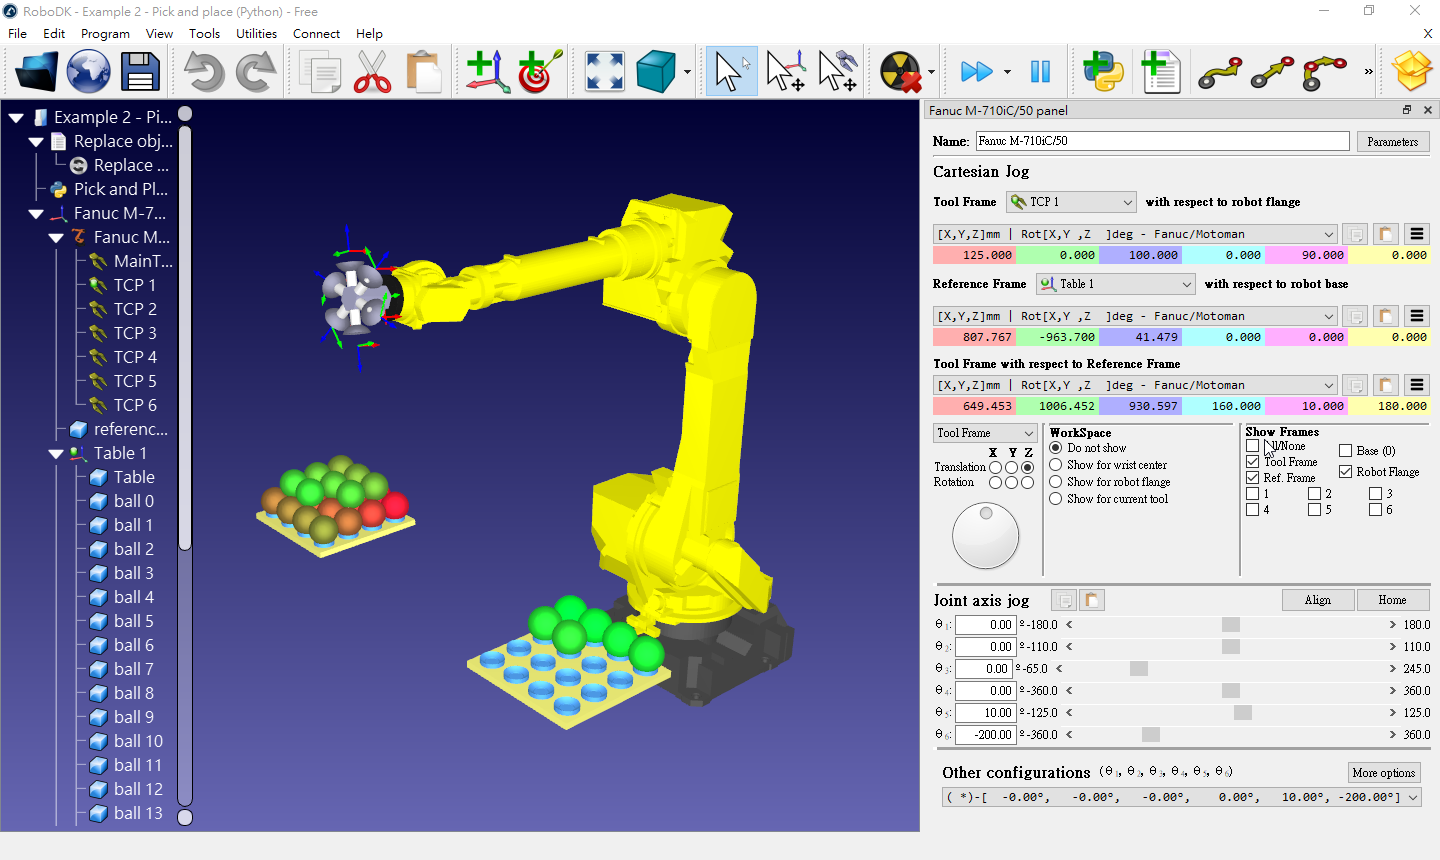 RoboDK - Example 2 - Pick and place (Python) - Free
File Edit Program View Tools Utilities Connect Help X
Example 2 - Pi...
Replace obj...
Replace ...
Pick and Pl...
Fanuc M-7...
Fanuc M...
MainT...
TCP 1
TCP 2
TCP 3
TCP 4
TCP 5
TCP 6
referenc...
Table 1
Table
ball 0
ball 1
ball 2
ball 3
ball 4
ball 5
ball 6
ball 7
ball 8
ball 9
ball 10
ball 11
ball 12
ball 13
Fanuc M-710iC/50 panel
Name: Fanuc M-710iC/50 Parameters
Cartesian Jog
Tool Frame TCP 1 with respect to robot flange
[X,Y,Z]mm | Rot[X,Y ,Z ]deg - Fanuc/Motoman
125.000 0.000 100.000 0.000 90.000 0.000
Reference Frame Table 1 with respect to robot base
[X,Y,Z]mm | Rot[X,Y ,Z ]deg - Fanuc/Motoman
807.767 -963.700 41.479 0.000 0.000 0.000
Tool Frame with respect to Reference Frame
[X,Y,Z]mm | Rot[X,Y ,Z ]deg - Fanuc/Motoman
649.453 1006.452 930.597 160.000 10.000 180.000
Tool Frame
X Y Z
Translation
Rotation
WorkSpace
Do not show
Show for wrist center
Show for robot flange
Show for current tool
Show Frames
/None Base (0)
Tool Frame Robot Flange
Ref. Frame
1 2 3
4 5 6
Joint axis jog Align Home
θ1: 0.00 º -180.0 < > 180.0
θ2: 0.00 º -110.0 < > 110.0
θ3: 0.00 º -65.0 < > 245.0
θ4: 0.00 º -360.0 < > 360.0
θ5: 10.00 º -125.0 < > 125.0
θ6: -200.00 º -360.0 < > 360.0
Other configurations (θ1, θ2, θ3, θ4, θ5, θ6) More options
( *)-[ -0.00°, -0.00°, -0.00°, 0.00°, 10.00°, -200.00°]